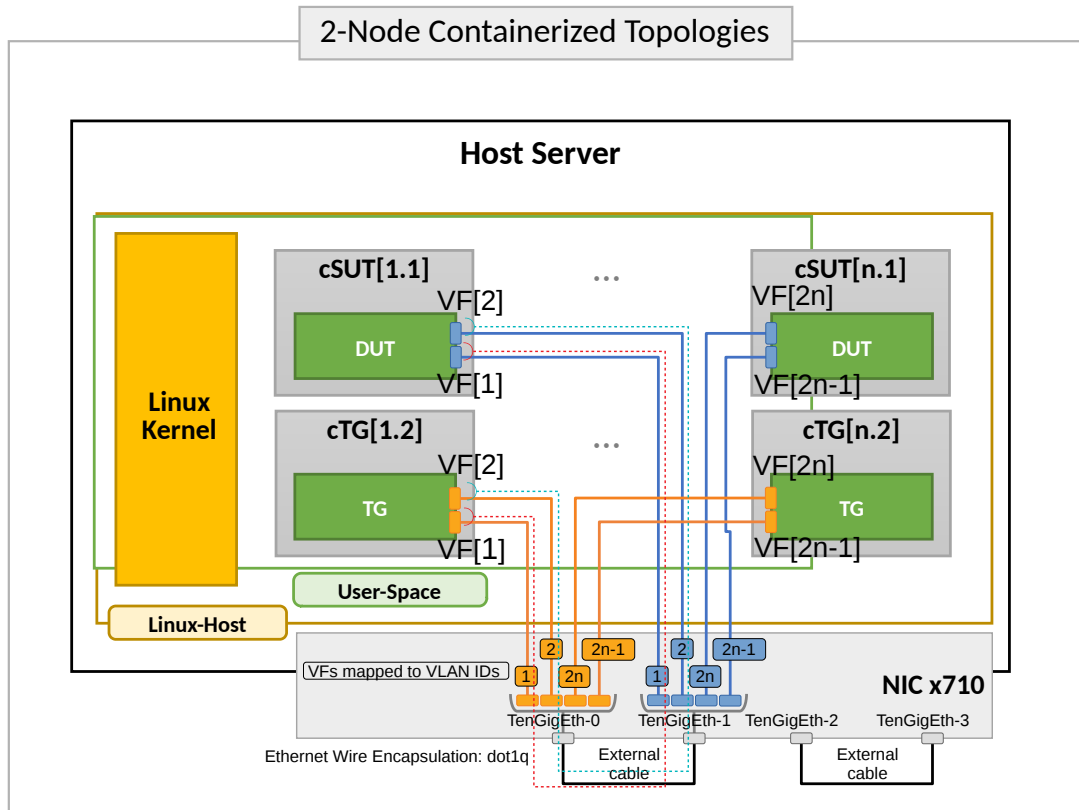 2-Node Containerized Topologies
Host Server
cSUT[1.1]
...
cSUT[n.1]
VF[2]
VF[2n]
DUT
DUT
VF[1]
VF[2n-1]
Linux
Kernel
cTG[1.2]
...
cTG[n.2]
VF[2]
VF[2n]
TG
TG
VF[1]
VF[2n-1]
User-Space
Linux-Host
2
2n-1
2
2n-1
VFs mapped to VLAN IDs
1
2n
1
2n
NIC x710
TenGigEth-0
TenGigEth-1
TenGigEth-2
TenGigEth-3
Ethernet Wire Encapsulation: dot1q
External
cable
External
cable